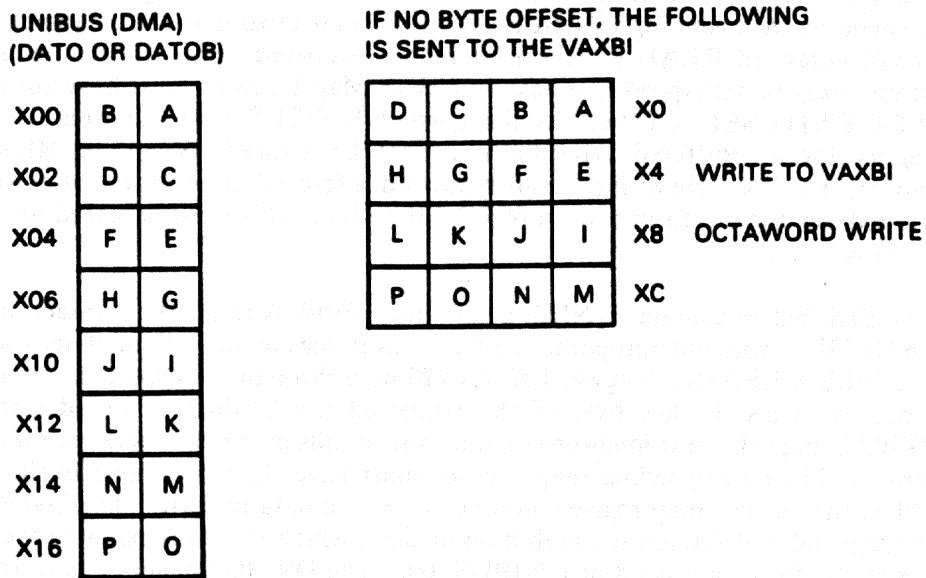 UNIBUS (DMA)
(DATO OR DATOB)
IF NO BYTE OFFSET, THE FOLLOWING
IS SENT TO THE VAXBI
X00 B A
X02 D C
X04 F E
X06 H G
X10 J I
X12 L K
X14 N M
X16 P O
D C B A X0
H G F E X4 WRITE TO VAXBI
L K J I X8 OCTAWORD WRITE
P O N M XC